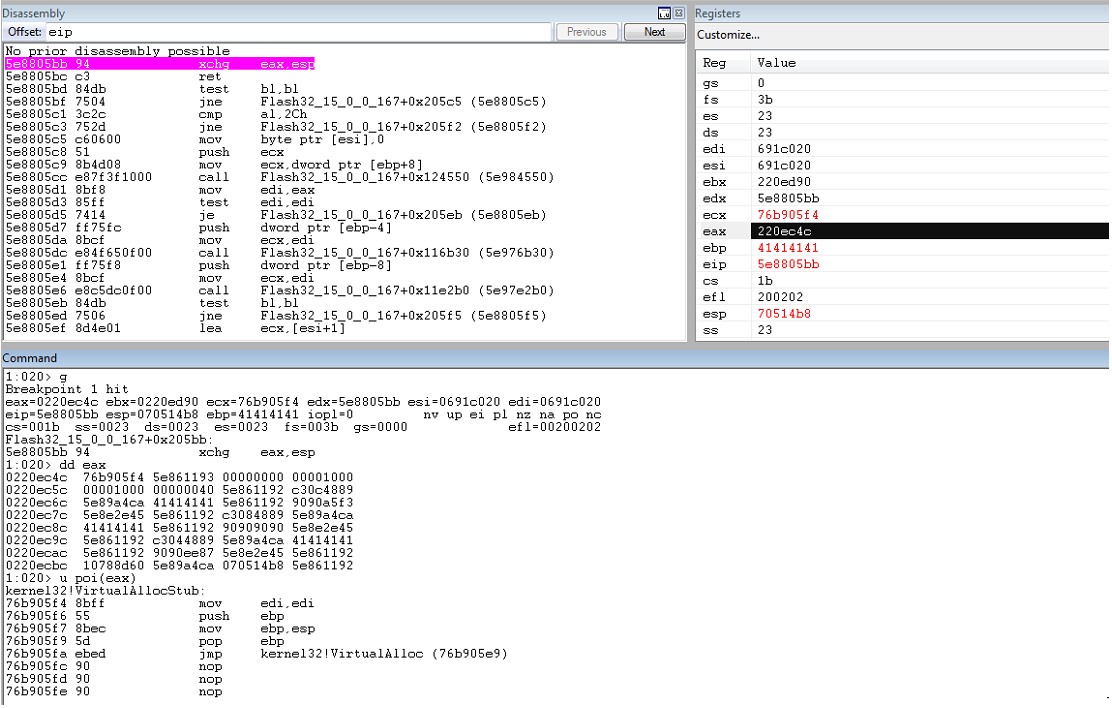 Disassembly
Offset: eip
Previous
Next
No prior disassembly possible
5e8805bb 94 xchg eax,esp
5e8805bc c3 ret
5e8805bd 84db test bl,bl
5e8805bf 7504 jne Flash32_15_0_0_167+0x205c5 (5e8805c5)
5e8805c1 3c2c cmp al,2Ch
5e8805c3 752d jne Flash32_15_0_0_167+0x205f2 (5e8805f2)
5e8805c5 c60600 mov byte ptr [esi],0
5e8805c8 51 push ecx
5e8805c9 8b4d08 mov ecx,dword ptr [ebp+8]
5e8805cc e87f3f1000 call Flash32_15_0_0_167+0x124550 (5e984550)
5e8805d1 8bf8 mov edi,eax
5e8805d3 85ff test edi,edi
5e8805d5 7414 je Flash32_15_0_0_167+0x205eb (5e8805eb)
5e8805d7 ff75fc push dword ptr [ebp-4]
5e8805da 8bcf mov ecx,edi
5e8805dc e84f650f00 call Flash32_15_0_0_167+0x116b30 (5e976b30)
5e8805e1 ff75f8 push dword ptr [ebp-8]
5e8805e4 8bcf mov ecx,edi
5e8805e6 e8c5dc0f00 call Flash32_15_0_0_167+0x11e2b0 (5e97e2b0)
5e8805eb 84db test bl,bl
5e8805ed 7506 jne Flash32_15_0_0_167+0x205f5 (5e8805f5)
5e8805ef 8d4e01 lea ecx,[esi+1]
Registers
Customize...
Reg Value
gs 0
fs 3b
es 23
ds 23
edi 691c020
esi 691c020
ebx 220ed90
edx 5e8805bb
ecx 76b905f4
eax 220ec4c
ebp 41414141
eip 5e8805bb
cs 1b
efl 200202
esp 70514b8
ss 23
Command
1:020> g
Breakpoint 1 hit
eax=0220ec4c ebx=0220ed90 ecx=76b905f4 edx=5e8805bb esi=0691c020 edi=0691c020
eip=5e8805bb esp=070514b8 ebp=41414141 iopl=0 nv up ei pl nz na po nc
cs=001b ss=0023 ds=0023 es=0023 fs=003b gs=0000 efl=00200202
Flash32_15_0_0_167+0x205bb:
5e8805bb 94 xchg eax,esp
1:020> dd eax
0220ec4c 76b905f4 5e861193 00000000 00001000
0220ec5c 00001000 00000040 5e861192 c30c4889
0220ec6c 5e89a4ca 41414141 5e861192 9090a5f3
0220ec7c 5e8e2e45 5e861192 c3084889 5e89a4ca
0220ec8c 41414141 5e861192 90909090 5e8e2e45
0220ec9c 5e861192 c3044889 5e89a4ca 41414141
0220ecac 5e861192 9090ee87 5e8e2e45 5e861192
0220ecbc 10788d60 5e89a4ca 070514b8 5e861192
1:020> u poi(eax)
kernel32!VirtualAllocStub:
76b905f4 8bff mov edi,edi
76b905f6 55 push ebp
76b905f7 8bec mov ebp,esp
76b905f9 5d pop ebp
76b905fa ebed jmp kernel32!VirtualAlloc (76b905e9)
76b905fc 90 nop
76b905fd 90 nop
76b905fe 90 nop